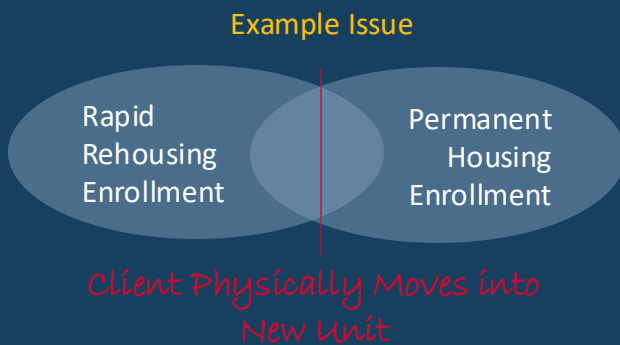 Example Issue
Rapid
Rehousing
Enrollment
Permanent
Housing
Enrollment
Client Physically Moves into
New Unit